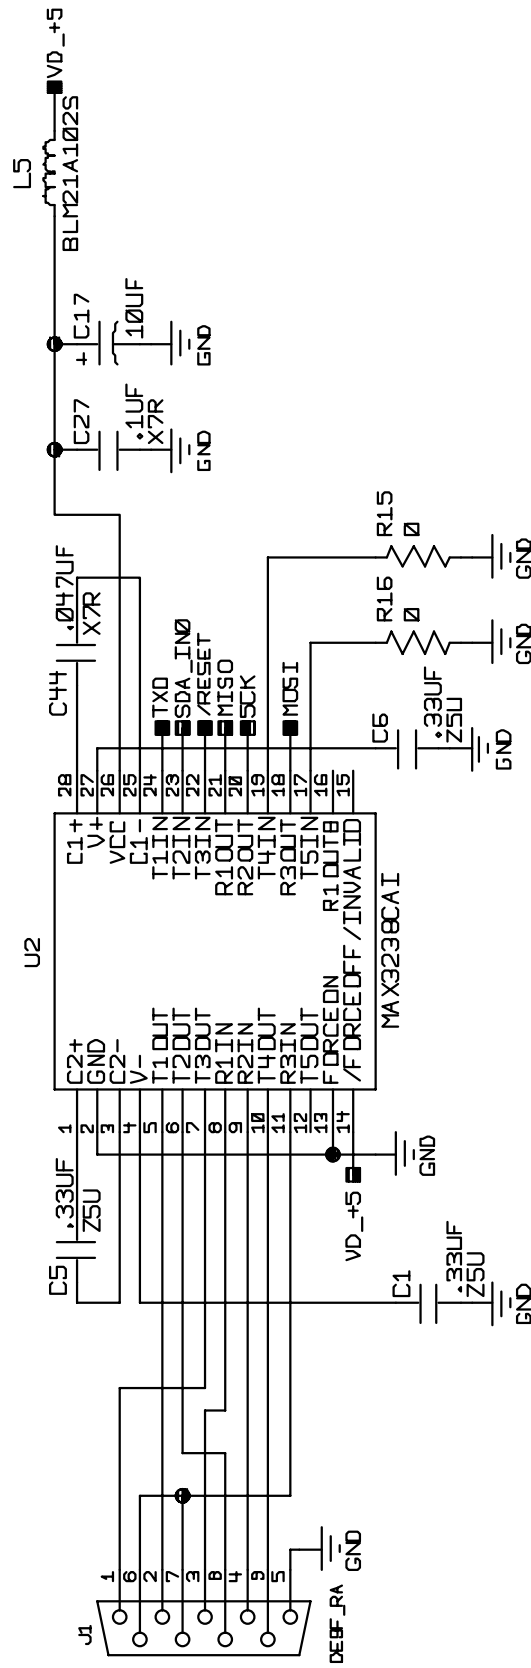 L5
VD_+5
BLM21A102S
+
C17
10UF
GND
C27
.1UF
X7R
GND
C44
.047UF
X7R
R15
0
GND
R16
0
GND
C6
.33UF
Z5U
GND
TXD
SDA_IN0
/RESET
MISO
SCK
MOSI
28
27
26
25
24
23
22
21
20
19
18
17
16
15
U2
C1+
V+
VCC
C1-
T1IN
T2IN
T3IN
R1OUT
R2OUT
T4IN
R3OUT
T5IN
R1OUTB
/INVALID
MAX3238CAI
C2+
GND
C2-
V-
T1OUT
T2OUT
T3OUT
R1IN
R2IN
T4OUT
R3IN
T5OUT
FORCEON
/FORCEOFF
1
2
3
4
5
6
7
8
9
10
11
12
13
14
C5
.33UF
Z5U
GND
VD_+5
C1
.33UF
Z5U
GND
J1
1
6
2
7
3
8
4
9
5
GND